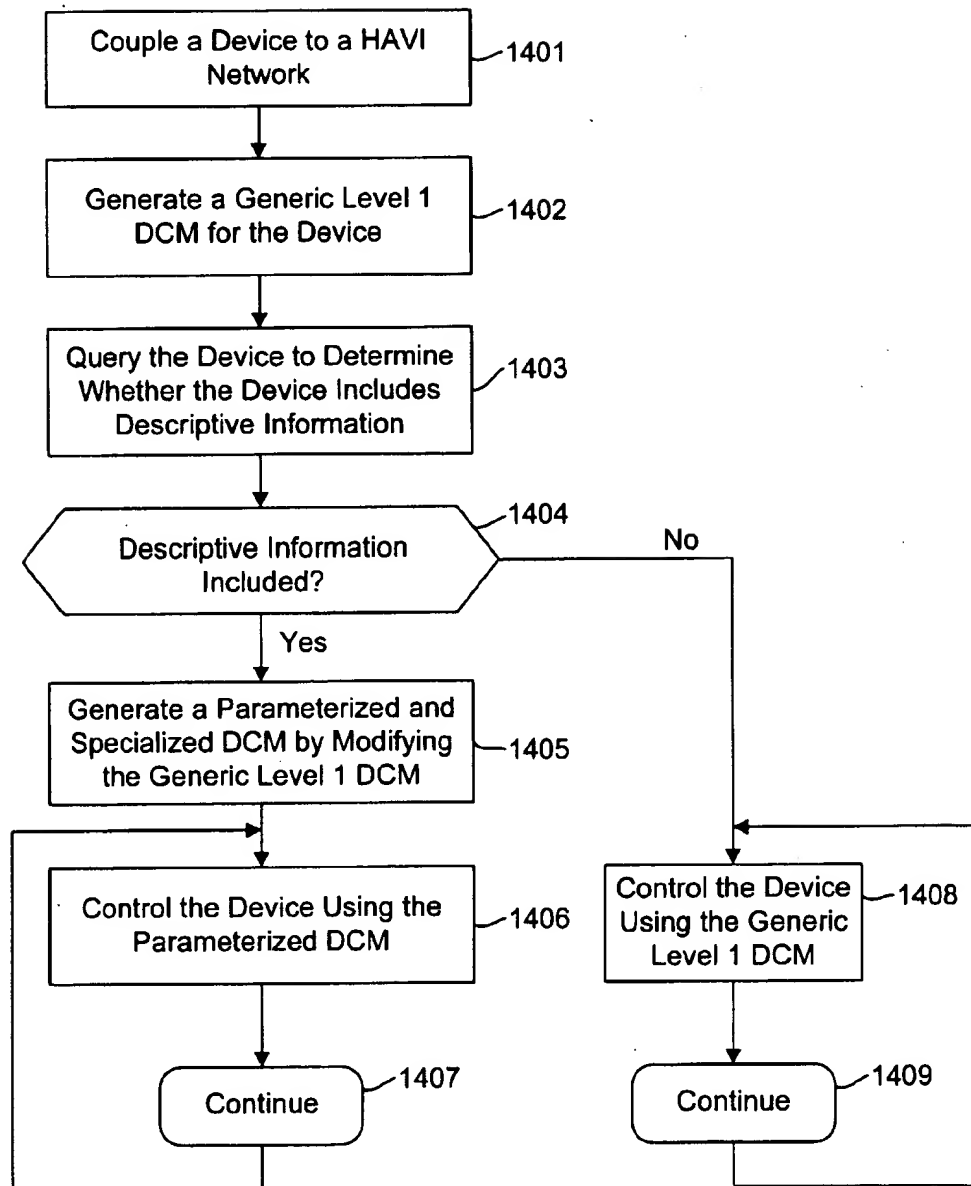 Couple a Device to a HAVI
Network
1401
Generate a Generic Level 1
DCM for the Device
1402
Query the Device to Determine
Whether the Device Includes
Descriptive Information
1403
Descriptive Information
Included?
1404
No
Yes
Generate a Parameterized and
Specialized DCM by Modifying
the Generic Level 1 DCM
1405
Control the Device Using the
Parameterized DCM
1406
Control the Device
Using the Generic
Level 1 DCM
1408
Continue
1407
Continue
1409